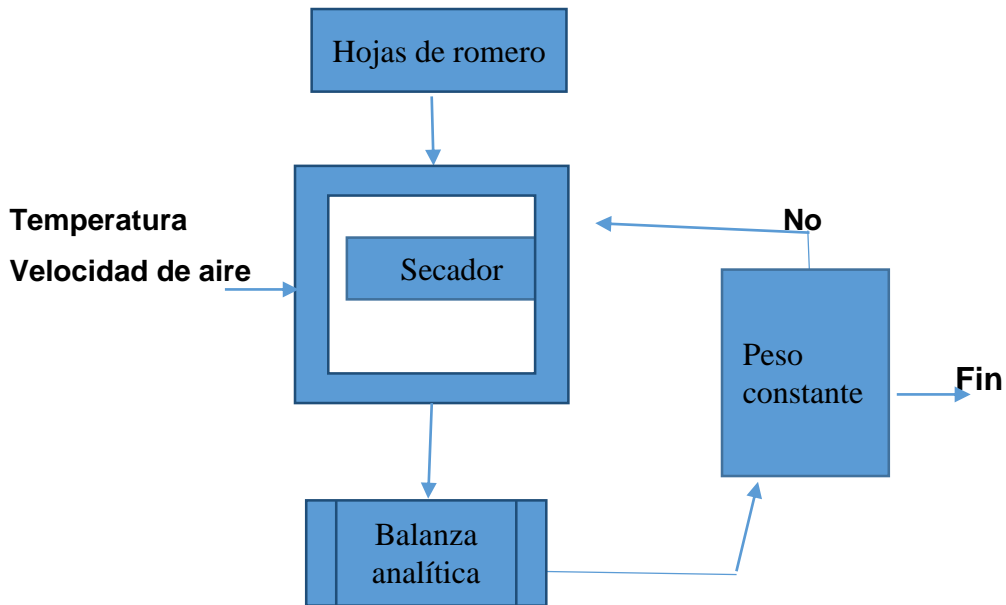 Hojas de romero
Temperatura
Velocidad de aire
Secador
No
Peso
constante
Fin
Balanza
analítica